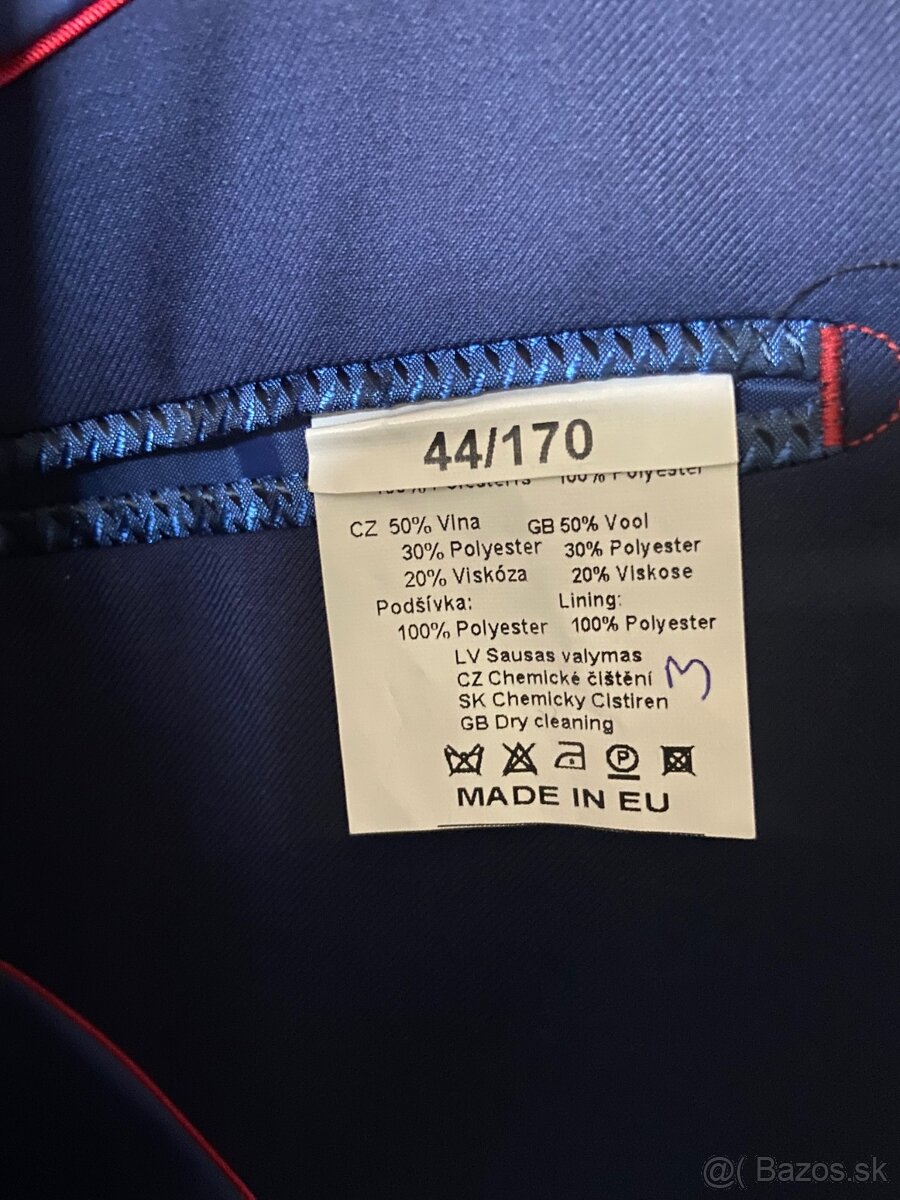 44/170
100% Polyester
CZ 50% Vlna GB 50% Vool
30% Polyester 30% Polyester
20% Viskóza 20% Viskose
Podšívka: Lining:
100% Polyester 100% Polyester
LV Sausas valymas
CZ Chemické čištění
SK Chemicky Cistiren
GB Dry cleaning
P
MADE IN EU
@( Bazos.sk